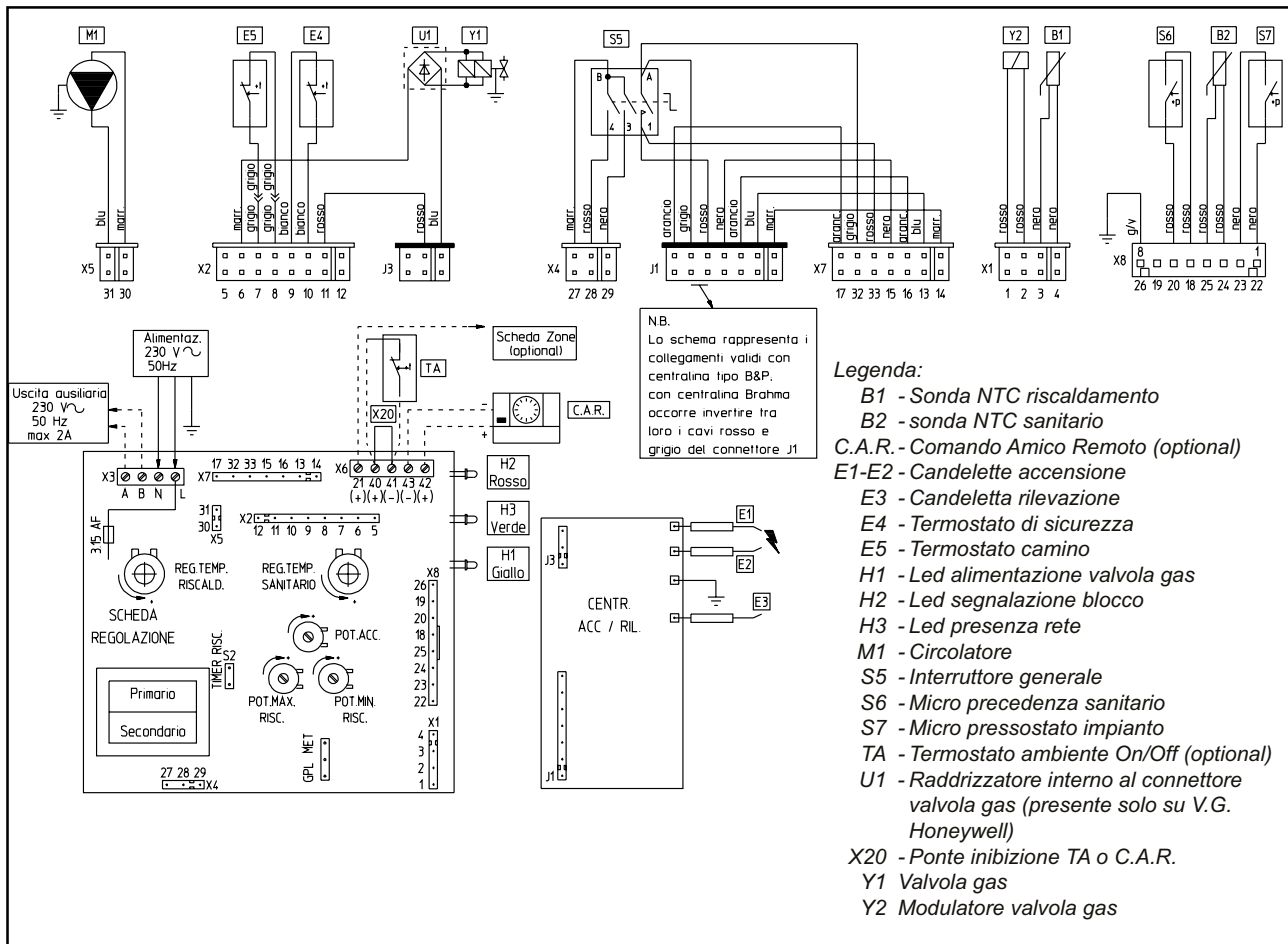 M1 E5 E4 U1 Y1 S5 Y2 B1 S6 B2 S7
B A
4 3 1
+t +t +p +p
blu marr.
marr. grigio grigio grigio grigio bianco bianco rosso
rosso blu
marr. rosso nero
arancio grigio rosso nero arancio blu marr.
aranc. grigio rosso nero aranc. blu marr.
rosso rosso nero nero
g/v rosso rosso rosso rosso nero nero
X5 X2 J3 X4 J1 X7 X1 X8
8 1
31 30
5 6 7 8 9 10 11 12
27 28 29
17 32 33 15 16 13 14
1 2 3 4
26 19 20 18 25 24 23 22
N.B.
Lo schema rappresenta i
collegamenti validi con
centralina tipo B&P,
con centralina Brahma
occorre invertire tra
loro i cavi rosso e
grigio del connettore J1
Alimentaz.
230 V
50Hz
Uscita ausiliaria
230 V
50 Hz
max 2A
Scheda Zone
(optional)
TA
X20
C.A.R.
- +
X3
A B N L
X7
17 32 33 15 16 13 14
X6
21 40 41 43 42
(+) (+) (-) (-) (+)
H2
Rosso
H3
Verde
H1
Giallo
3.15 AF
31
30
X5
X2
12 11 10 9 8 7 6 5
REG.TEMP.
RISCALD.
REG.TEMP.
SANITARIO
SCHEDA
REGOLAZIONE
POT.ACC.
TIMER RISC.
S2
POT.MAX.
RISC.
POT.MIN.
RISC.
Primario
Secondario
GPL MET
27 28 29
X4
X8
26
19
20
18
25
24
23
22
X1
4
3
2
1
J3
CENTR.
ACC / RIL.
J1
E1
E2
E3
Legenda:
B1 - Sonda NTC riscaldamento
B2 - sonda NTC sanitario
C.A.R. - Comando Amico Remoto (optional)
E1-E2 - Candelette accensione
E3 - Candeletta rilevazione
E4 - Termostato di sicurezza
E5 - Termostato camino
H1 - Led alimentazione valvola gas
H2 - Led segnalazione blocco
H3 - Led presenza rete
M1 - Circolatore
S5 - Interruttore generale
S6 - Micro precedenza sanitario
S7 - Micro pressostato impianto
TA - Termostato ambiente On/Off (optional)
U1 - Raddrizzatore interno al connettore
valvola gas (presente solo su V.G.
Honeywell)
X20 - Ponte inibizione TA o C.A.R.
Y1 Valvola gas
Y2 Modulatore valvola gas